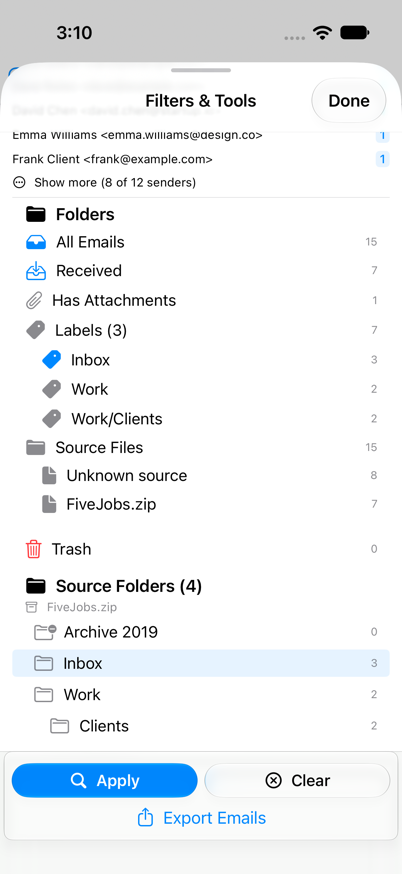 3:10
Filters & Tools
Done
Emma Williams <emma.williams@design.co>
1
Frank Client <frank@example.com>
1
Show more (8 of 12 senders)
Folders
All Emails
15
Received
7
Has Attachments
1
Labels (3)
7
Inbox
3
Work
2
Work/Clients
2
Source Files
15
Unknown source
8
FiveJobs.zip
7
Trash
0
Source Folders (4)
FiveJobs.zip
Archive 2019
0
Inbox
3
Work
2
Clients
2
Apply
Clear
Export Emails